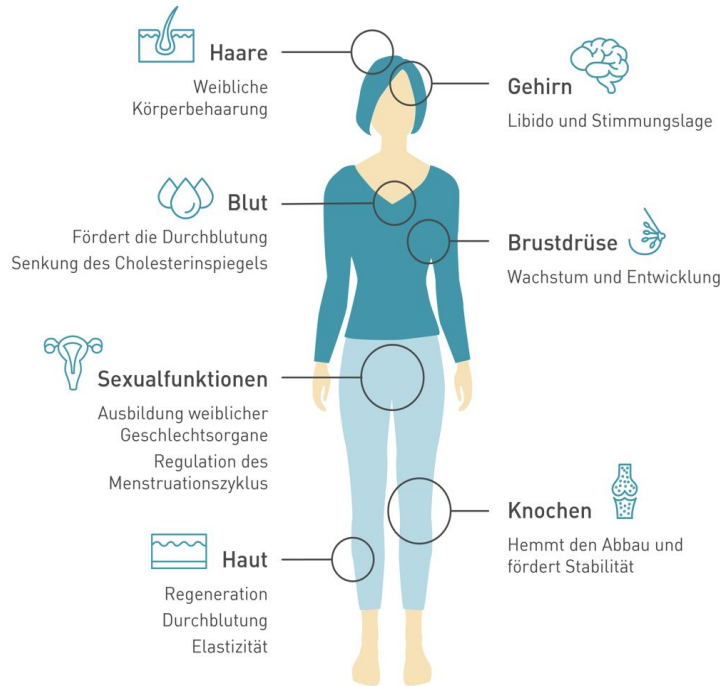 Haare
Weibliche
Körperbehaarung
Gehirn
Libido und Stimmungslage
Blut
Fördert die Durchblutung
Senkung des Cholesterinspiegels
Brustdrüse
Wachstum und Entwicklung
Sexualfunktionen
Ausbildung weiblicher
Geschlechtsorgane
Regulation des
Menstruationszyklus
Knochen
Hemmt den Abbau und
fördert Stabilität
Haut
Regeneration
Durchblutung
Elastizität